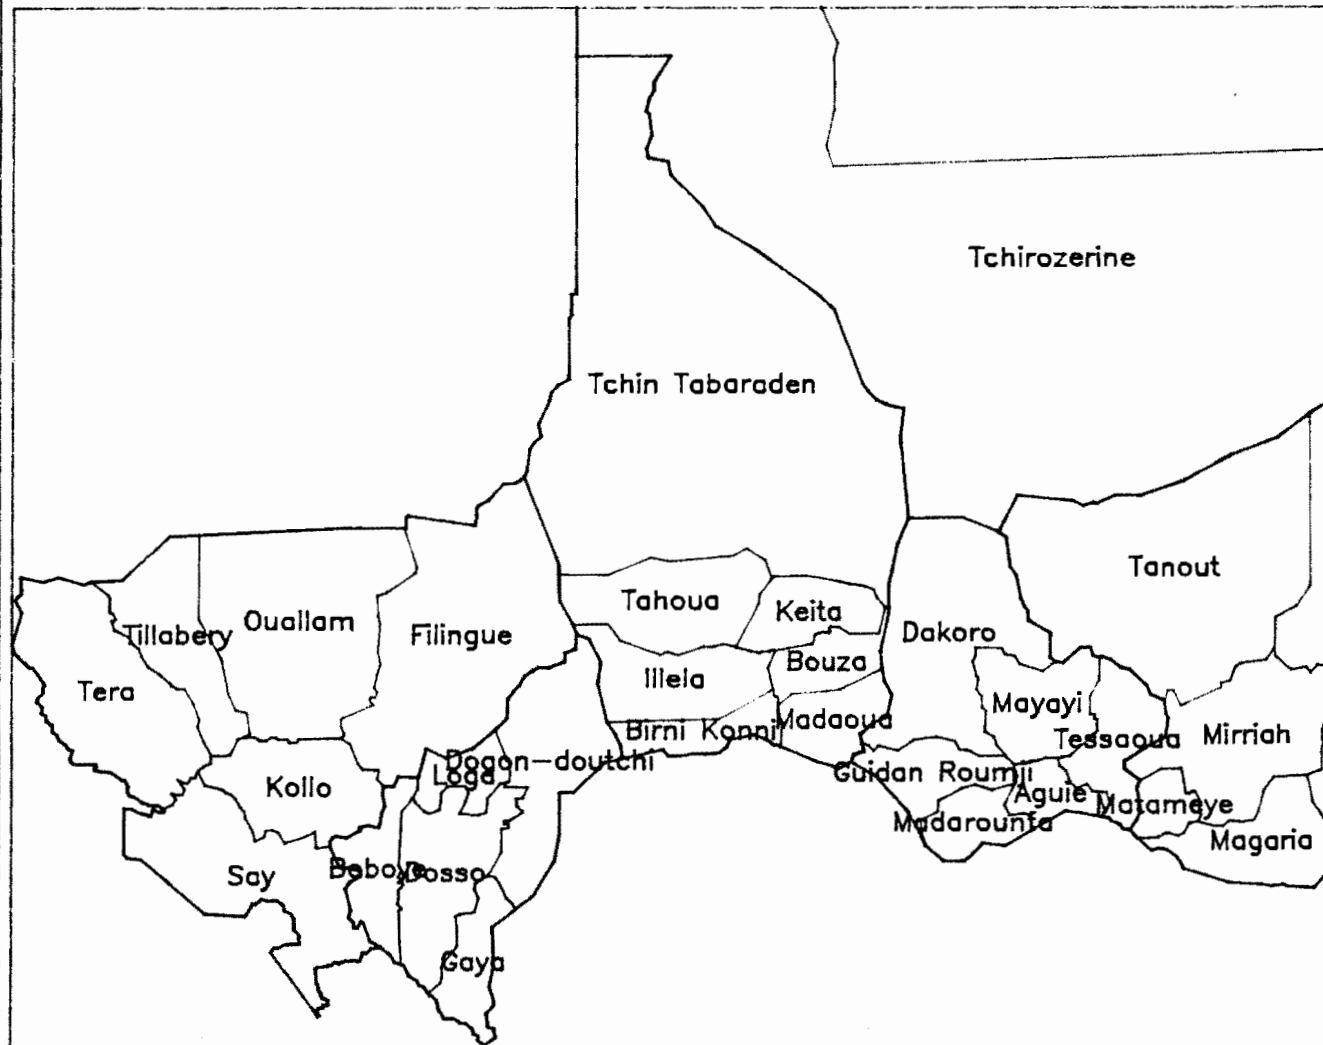 Tchirozerine
Tchin Tabaraden
Tanout
Tahoua
Keita
Tillabery
Ouallam
Filingue
Dakoro
Bouza
Illela
Tera
Mayayi
Madaoua
Birni Konni
Tessaoua
Mirriah
Dogon-doutchi
Loga
Guidan Roumji
Kollo
Aguie
Matameye
Madarounfa
Magaria
Say
Boboye
Dosso
Gaya